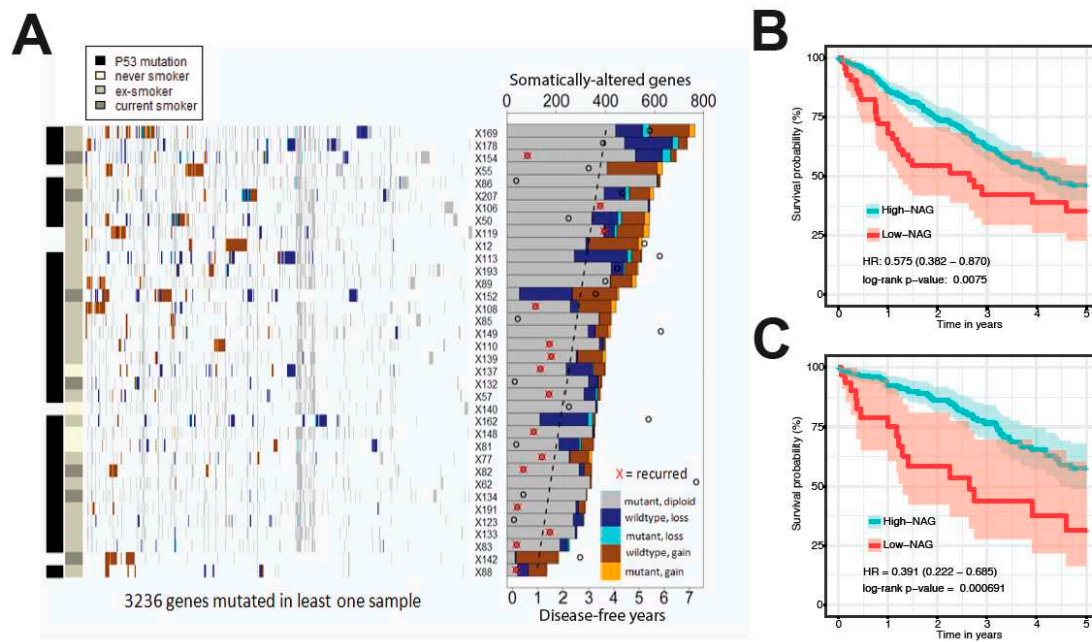 A
P53 mutation
never smoker
ex-smoker
current smoker
Somatically-altered genes
0 200 400 600 800
X169
X178
X154
X55
X86
X207
X106
X50
X119
X12
X113
X193
X89
X152
X108
X85
X149
X110
X139
X137
X132
X57
X140
X162
X148
X81
X77
X82
X62
X134
X191
X123
X133
X83
X142
X88
X = recurred
mutant, diploid
wildtype, loss
mutant, loss
wildtype, gain
mutant, gain
0 1 2 3 4 5 6 7
Disease-free years
3236 genes mutated in least one sample
B
Survival probability (%)
100
75
50
25
0
High-NAG
Low-NAG
HR: 0.575 (0.382 – 0.870)
log-rank p-value: 0.0075
0 1 2 3 4 5
Time in years
C
Survival probability (%)
100
75
50
25
0
High-NAG
Low-NAG
HR = 0.391 (0.222 – 0.685)
log-rank p-value = 0.000691
0 1 2 3 4 5
Time in years